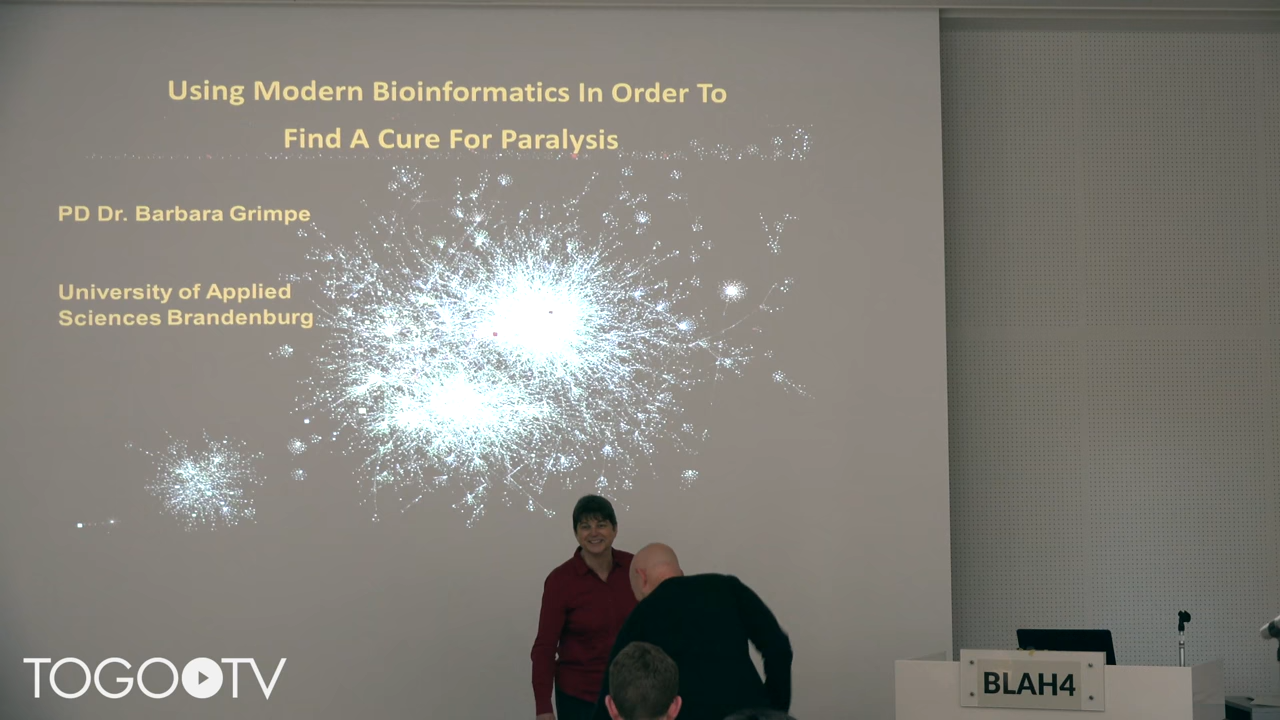 Using Modern Bioinformatics In Order To
Find A Cure For Paralysis
PD Dr. Barbara Grimpe
University of Applied
Sciences Brandenburg
TOGOTV
BLAH4